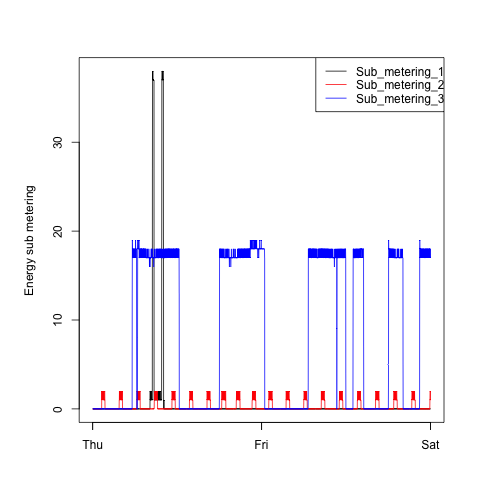 Sub_metering_1
Sub_metering_2
Sub_metering_3
Energy sub metering
30
20
10
0
Thu
Fri
Sat